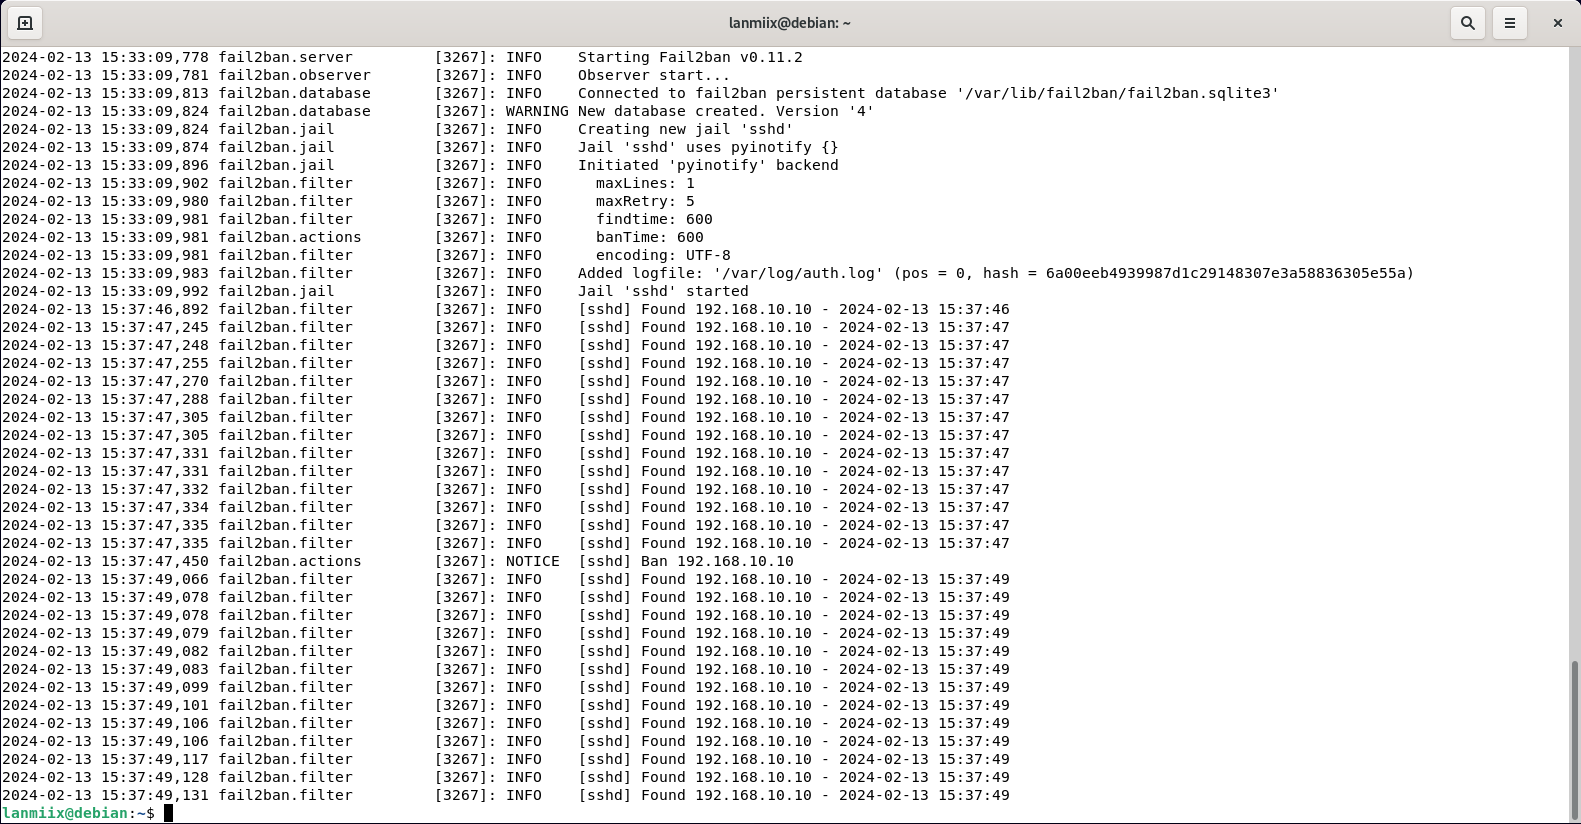 lanmiix@debian: ~
2024-02-13 15:33:09,778 fail2ban.server         [3267]: INFO    Starting Fail2ban v0.11.2
2024-02-13 15:33:09,781 fail2ban.observer       [3267]: INFO    Observer start...
2024-02-13 15:33:09,813 fail2ban.database       [3267]: INFO    Connected to fail2ban persistent database '/var/lib/fail2ban/fail2ban.sqlite3'
2024-02-13 15:33:09,824 fail2ban.database       [3267]: WARNING New database created. Version '4'
2024-02-13 15:33:09,824 fail2ban.jail           [3267]: INFO    Creating new jail 'sshd'
2024-02-13 15:33:09,874 fail2ban.jail           [3267]: INFO    Jail 'sshd' uses pyinotify {}
2024-02-13 15:33:09,896 fail2ban.jail           [3267]: INFO    Initiated 'pyinotify' backend
2024-02-13 15:33:09,902 fail2ban.filter         [3267]: INFO      maxLines: 1
2024-02-13 15:33:09,980 fail2ban.filter         [3267]: INFO      maxRetry: 5
2024-02-13 15:33:09,981 fail2ban.filter         [3267]: INFO      findtime: 600
2024-02-13 15:33:09,981 fail2ban.actions        [3267]: INFO      banTime: 600
2024-02-13 15:33:09,981 fail2ban.filter         [3267]: INFO      encoding: UTF-8
2024-02-13 15:33:09,983 fail2ban.filter         [3267]: INFO    Added logfile: '/var/log/auth.log' (pos = 0, hash = 6a00eeb4939987d1c29148307e3a58836305e55a)
2024-02-13 15:33:09,992 fail2ban.jail           [3267]: INFO    Jail 'sshd' started
2024-02-13 15:37:46,892 fail2ban.filter         [3267]: INFO    [sshd] Found 192.168.10.10 - 2024-02-13 15:37:46
2024-02-13 15:37:47,245 fail2ban.filter         [3267]: INFO    [sshd] Found 192.168.10.10 - 2024-02-13 15:37:47
2024-02-13 15:37:47,248 fail2ban.filter         [3267]: INFO    [sshd] Found 192.168.10.10 - 2024-02-13 15:37:47
2024-02-13 15:37:47,255 fail2ban.filter         [3267]: INFO    [sshd] Found 192.168.10.10 - 2024-02-13 15:37:47
2024-02-13 15:37:47,270 fail2ban.filter         [3267]: INFO    [sshd] Found 192.168.10.10 - 2024-02-13 15:37:47
2024-02-13 15:37:47,288 fail2ban.filter         [3267]: INFO    [sshd] Found 192.168.10.10 - 2024-02-13 15:37:47
2024-02-13 15:37:47,305 fail2ban.filter         [3267]: INFO    [sshd] Found 192.168.10.10 - 2024-02-13 15:37:47
2024-02-13 15:37:47,305 fail2ban.filter         [3267]: INFO    [sshd] Found 192.168.10.10 - 2024-02-13 15:37:47
2024-02-13 15:37:47,331 fail2ban.filter         [3267]: INFO    [sshd] Found 192.168.10.10 - 2024-02-13 15:37:47
2024-02-13 15:37:47,331 fail2ban.filter         [3267]: INFO    [sshd] Found 192.168.10.10 - 2024-02-13 15:37:47
2024-02-13 15:37:47,332 fail2ban.filter         [3267]: INFO    [sshd] Found 192.168.10.10 - 2024-02-13 15:37:47
2024-02-13 15:37:47,334 fail2ban.filter         [3267]: INFO    [sshd] Found 192.168.10.10 - 2024-02-13 15:37:47
2024-02-13 15:37:47,335 fail2ban.filter         [3267]: INFO    [sshd] Found 192.168.10.10 - 2024-02-13 15:37:47
2024-02-13 15:37:47,335 fail2ban.filter         [3267]: INFO    [sshd] Found 192.168.10.10 - 2024-02-13 15:37:47
2024-02-13 15:37:47,450 fail2ban.actions        [3267]: NOTICE  [sshd] Ban 192.168.10.10
2024-02-13 15:37:49,066 fail2ban.filter         [3267]: INFO    [sshd] Found 192.168.10.10 - 2024-02-13 15:37:49
2024-02-13 15:37:49,078 fail2ban.filter         [3267]: INFO    [sshd] Found 192.168.10.10 - 2024-02-13 15:37:49
2024-02-13 15:37:49,078 fail2ban.filter         [3267]: INFO    [sshd] Found 192.168.10.10 - 2024-02-13 15:37:49
2024-02-13 15:37:49,079 fail2ban.filter         [3267]: INFO    [sshd] Found 192.168.10.10 - 2024-02-13 15:37:49
2024-02-13 15:37:49,082 fail2ban.filter         [3267]: INFO    [sshd] Found 192.168.10.10 - 2024-02-13 15:37:49
2024-02-13 15:37:49,083 fail2ban.filter         [3267]: INFO    [sshd] Found 192.168.10.10 - 2024-02-13 15:37:49
2024-02-13 15:37:49,099 fail2ban.filter         [3267]: INFO    [sshd] Found 192.168.10.10 - 2024-02-13 15:37:49
2024-02-13 15:37:49,101 fail2ban.filter         [3267]: INFO    [sshd] Found 192.168.10.10 - 2024-02-13 15:37:49
2024-02-13 15:37:49,106 fail2ban.filter         [3267]: INFO    [sshd] Found 192.168.10.10 - 2024-02-13 15:37:49
2024-02-13 15:37:49,106 fail2ban.filter         [3267]: INFO    [sshd] Found 192.168.10.10 - 2024-02-13 15:37:49
2024-02-13 15:37:49,117 fail2ban.filter         [3267]: INFO    [sshd] Found 192.168.10.10 - 2024-02-13 15:37:49
2024-02-13 15:37:49,128 fail2ban.filter         [3267]: INFO    [sshd] Found 192.168.10.10 - 2024-02-13 15:37:49
2024-02-13 15:37:49,131 fail2ban.filter         [3267]: INFO    [sshd] Found 192.168.10.10 - 2024-02-13 15:37:49
lanmiix@debian:~$